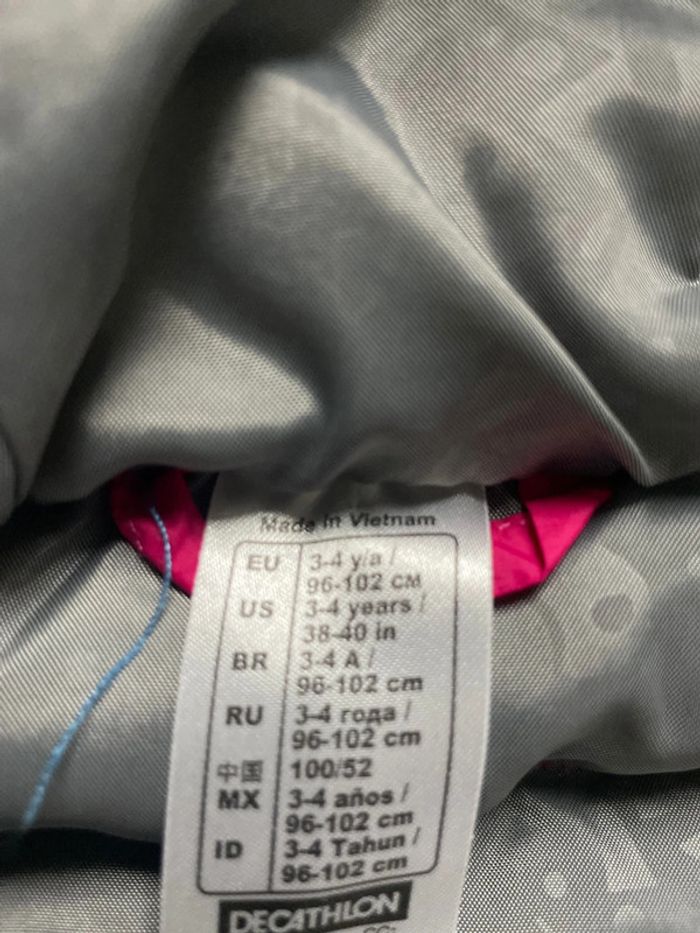 Made in Vietnam
EU 3-4 y/a /
96-102 CM
US 3-4 years /
38-40 in
BR 3-4 A /
96-102 cm
RU 3-4 года /
96-102 cm
中国 100/52
MX 3-4 años /
96-102 cm
ID 3-4 Tahun /
96-102 cm
DECATHLON